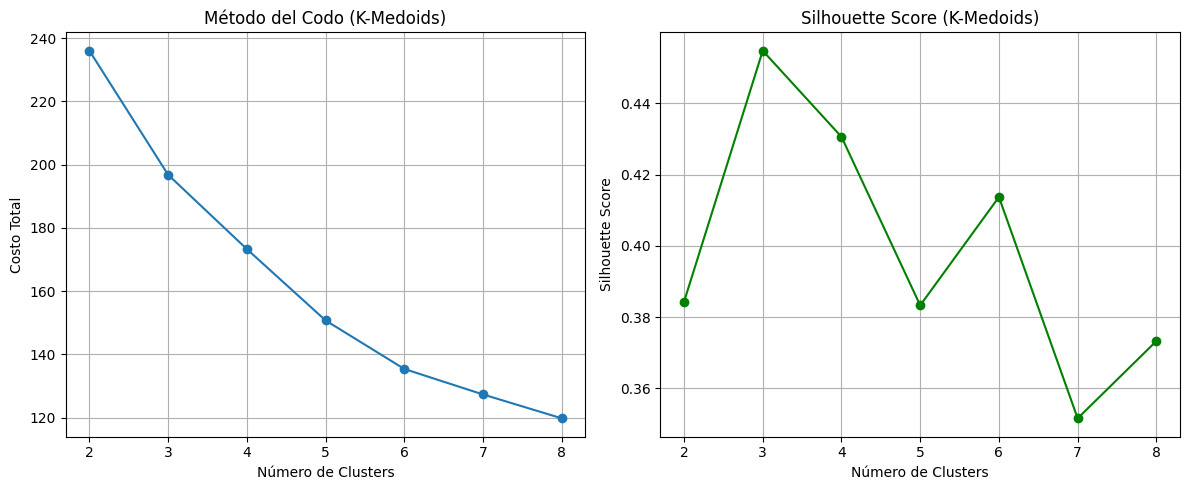 Método del Codo (K-Medoids)
Costo Total
240
220
200
180
160
140
120
2 3 4 5 6 7 8
Número de Clusters
Silhouette Score (K-Medoids)
Silhouette Score
0.44
0.42
0.40
0.38
0.36
2 3 4 5 6 7 8
Número de Clusters